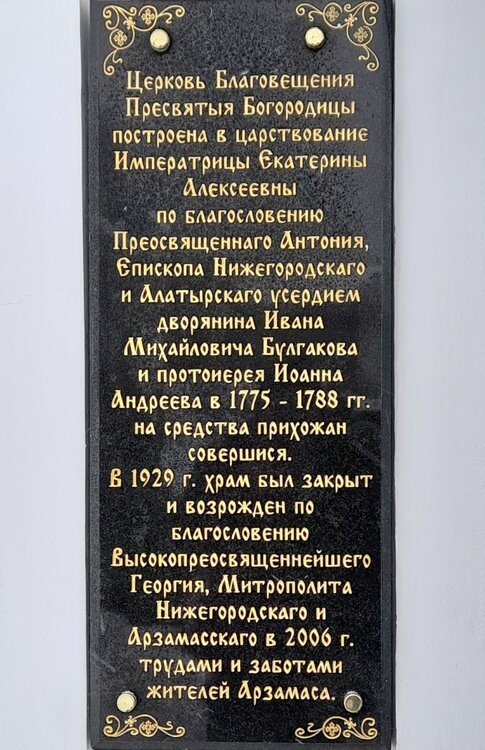 Церковь Благовещения
Пресвятыя Богородицы
построена в царствование
Императрицы Екатерины
Алексеевны
по благословению
Преосвященнаго Антония,
Епископа Нижегородскаго
и Алатырскаго усердием
дворянина Ивана
Михайловича Булгакова
и протоиерея Иоанна
Андреева в 1775 - 1788 гг.
на средства прихожан
совершися.
В 1929 г. храм был закрыт
и возрожден по
благословению
Высокопреосвященнейшего
Георгия, Митрополита
Нижегородскаго и
Арзамасскаго в 2006 г.
трудами и заботами
жителей Арзамаса.